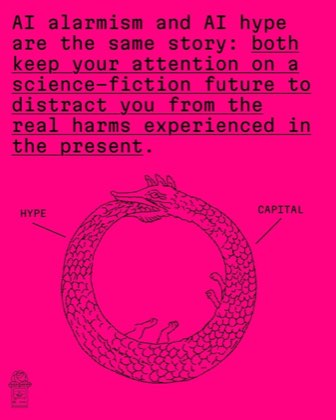 AI alarmism and AI hype
are the same story: both
keep your attention on a
science-fiction future to
distract you from the
real harms experienced in
the present.
HYPE
CAPITAL